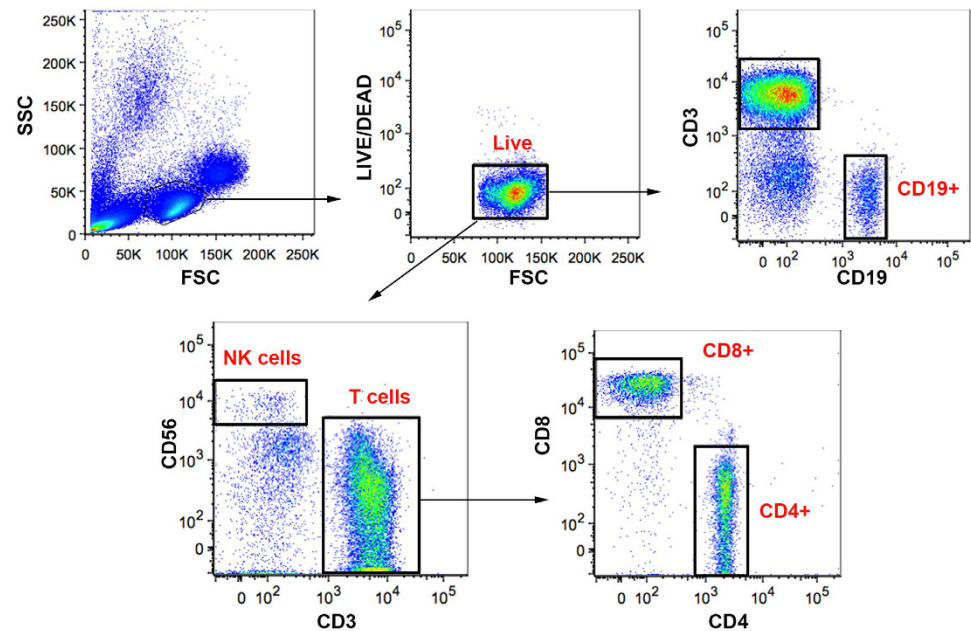 250K
200K
150K
100K
50K
0
SSC
0 50K 100K 150K 200K 250K
FSC
10^5
10^4
10^3
10^2
0
LIVE/DEAD
Live
0 50K 100K 150K 200K 250K
FSC
10^5
10^4
10^3
10^2
0
CD3
CD19+
0 10^2 10^3 10^4 10^5
CD19
10^5
10^4
10^3
10^2
0
CD56
NK cells
T cells
0 10^2 10^3 10^4 10^5
CD3
10^5
10^4
10^3
10^2
0
CD8
CD8+
CD4+
0 10^2 10^3 10^4 10^5
CD4